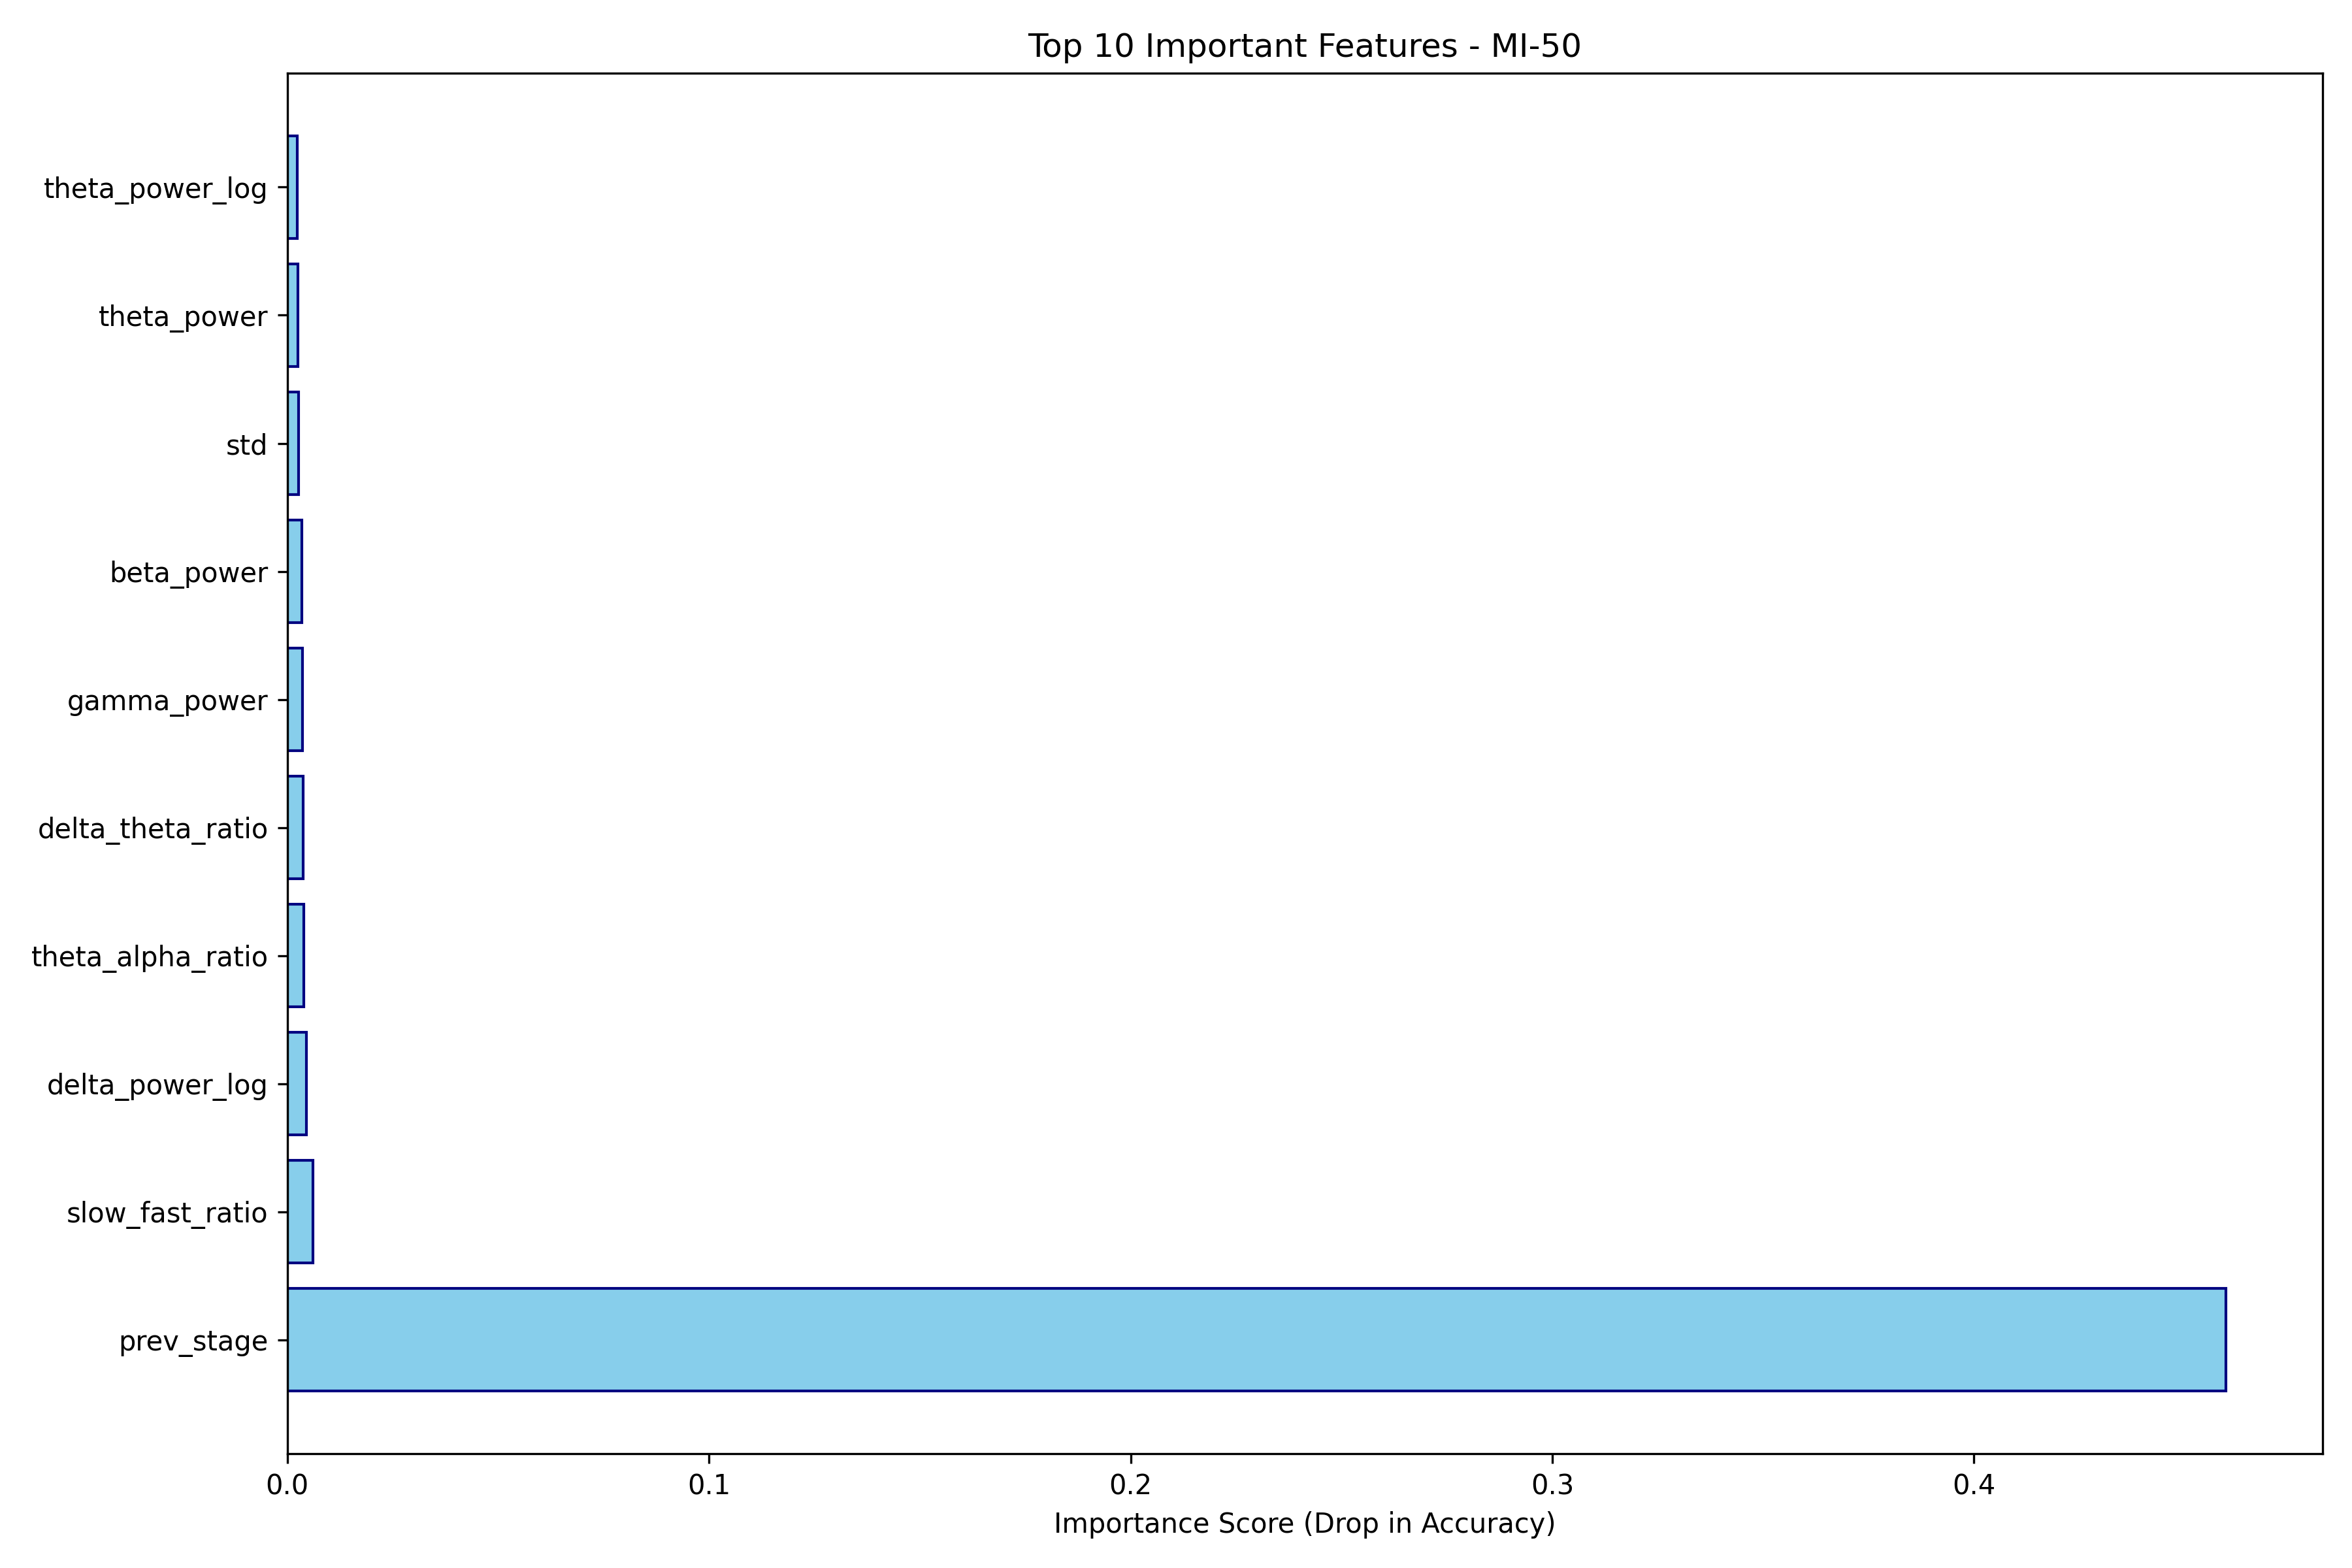 Top 10 Important Features - MI-50
theta_power_log
theta_power
std
beta_power
gamma_power
delta_theta_ratio
theta_alpha_ratio
delta_power_log
slow_fast_ratio
prev_stage
0.0 0.1 0.2 0.3 0.4
Importance Score (Drop in Accuracy)